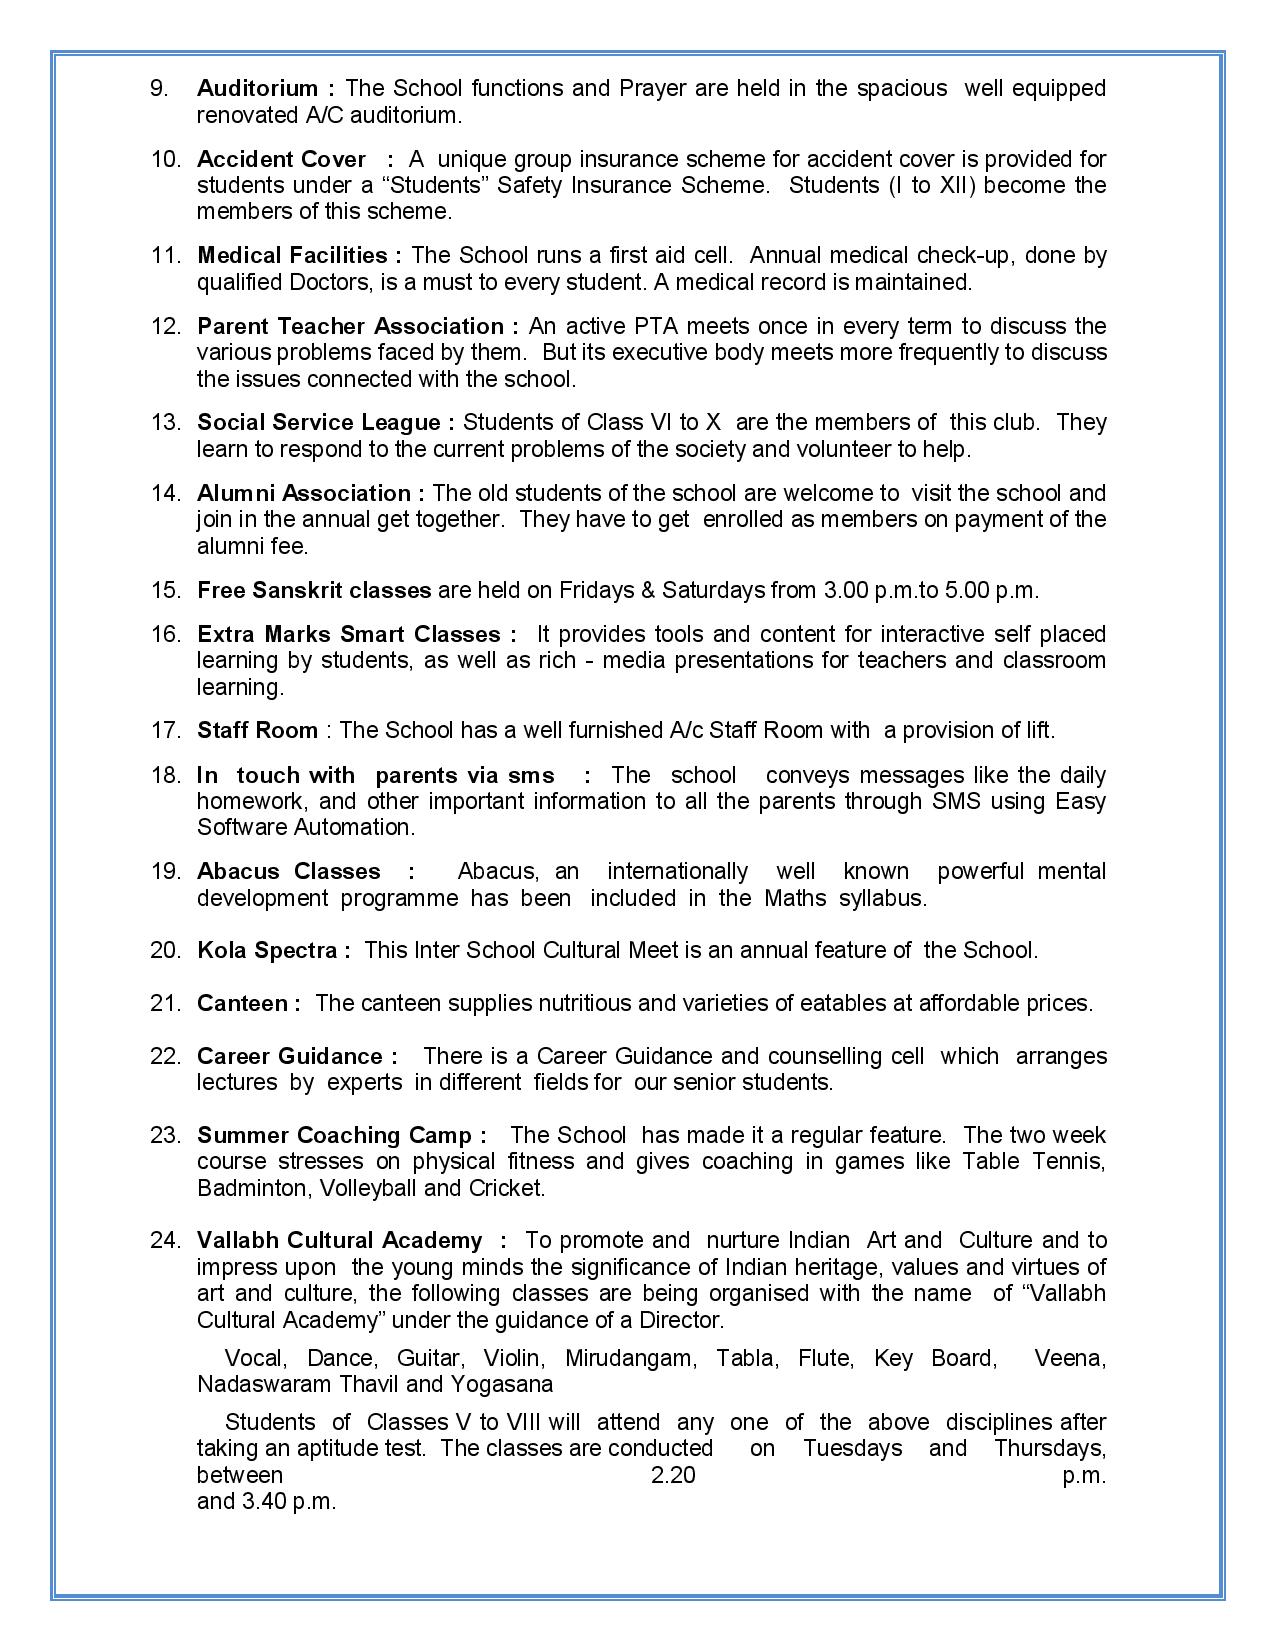 9. Auditorium : The School functions and Prayer are held in the spacious well equipped
renovated A/C auditorium.
10. Accident Cover : A unique group insurance scheme for accident cover is provided for
students under a “Students” Safety Insurance Scheme. Students (I to XII) become the
members of this scheme.
11. Medical Facilities : The School runs a first aid cell. Annual medical check-up, done by
qualified Doctors, is a must to every student. A medical record is maintained.
12. Parent Teacher Association : An active PTA meets once in every term to discuss the
various problems faced by them. But its executive body meets more frequently to discuss
the issues connected with the school.
13. Social Service League : Students of Class VI to X are the members of this club. They
learn to respond to the current problems of the society and volunteer to help.
14. Alumni Association : The old students of the school are welcome to visit the school and
join in the annual get together. They have to get enrolled as members on payment of the
alumni fee.
15. Free Sanskrit classes are held on Fridays & Saturdays from 3.00 p.m.to 5.00 p.m.
16. Extra Marks Smart Classes : It provides tools and content for interactive self placed
learning by students, as well as rich - media presentations for teachers and classroom
learning.
17. Staff Room : The School has a well furnished A/c Staff Room with a provision of lift.
18. In touch with parents via sms : The school conveys messages like the daily
homework, and other important information to all the parents through SMS using Easy
Software Automation.
19. Abacus Classes : Abacus, an internationally well known powerful mental
development programme has been included in the Maths syllabus.
20. Kola Spectra : This Inter School Cultural Meet is an annual feature of the School.
21. Canteen : The canteen supplies nutritious and varieties of eatables at affordable prices.
22. Career Guidance : There is a Career Guidance and counselling cell which arranges
lectures by experts in different fields for our senior students.
23. Summer Coaching Camp : The School has made it a regular feature. The two week
course stresses on physical fitness and gives coaching in games like Table Tennis,
Badminton, Volleyball and Cricket.
24. Vallabh Cultural Academy : To promote and nurture Indian Art and Culture and to
impress upon the young minds the significance of Indian heritage, values and virtues of
art and culture, the following classes are being organised with the name of “Vallabh
Cultural Academy” under the guidance of a Director.
Vocal, Dance, Guitar, Violin, Mirudangam, Tabla, Flute, Key Board, Veena,
Nadaswaram Thavil and Yogasana
Students of Classes V to VIII will attend any one of the above disciplines after
taking an aptitude test. The classes are conducted on Tuesdays and Thursdays,
between 2.20 p.m.
and 3.40 p.m.